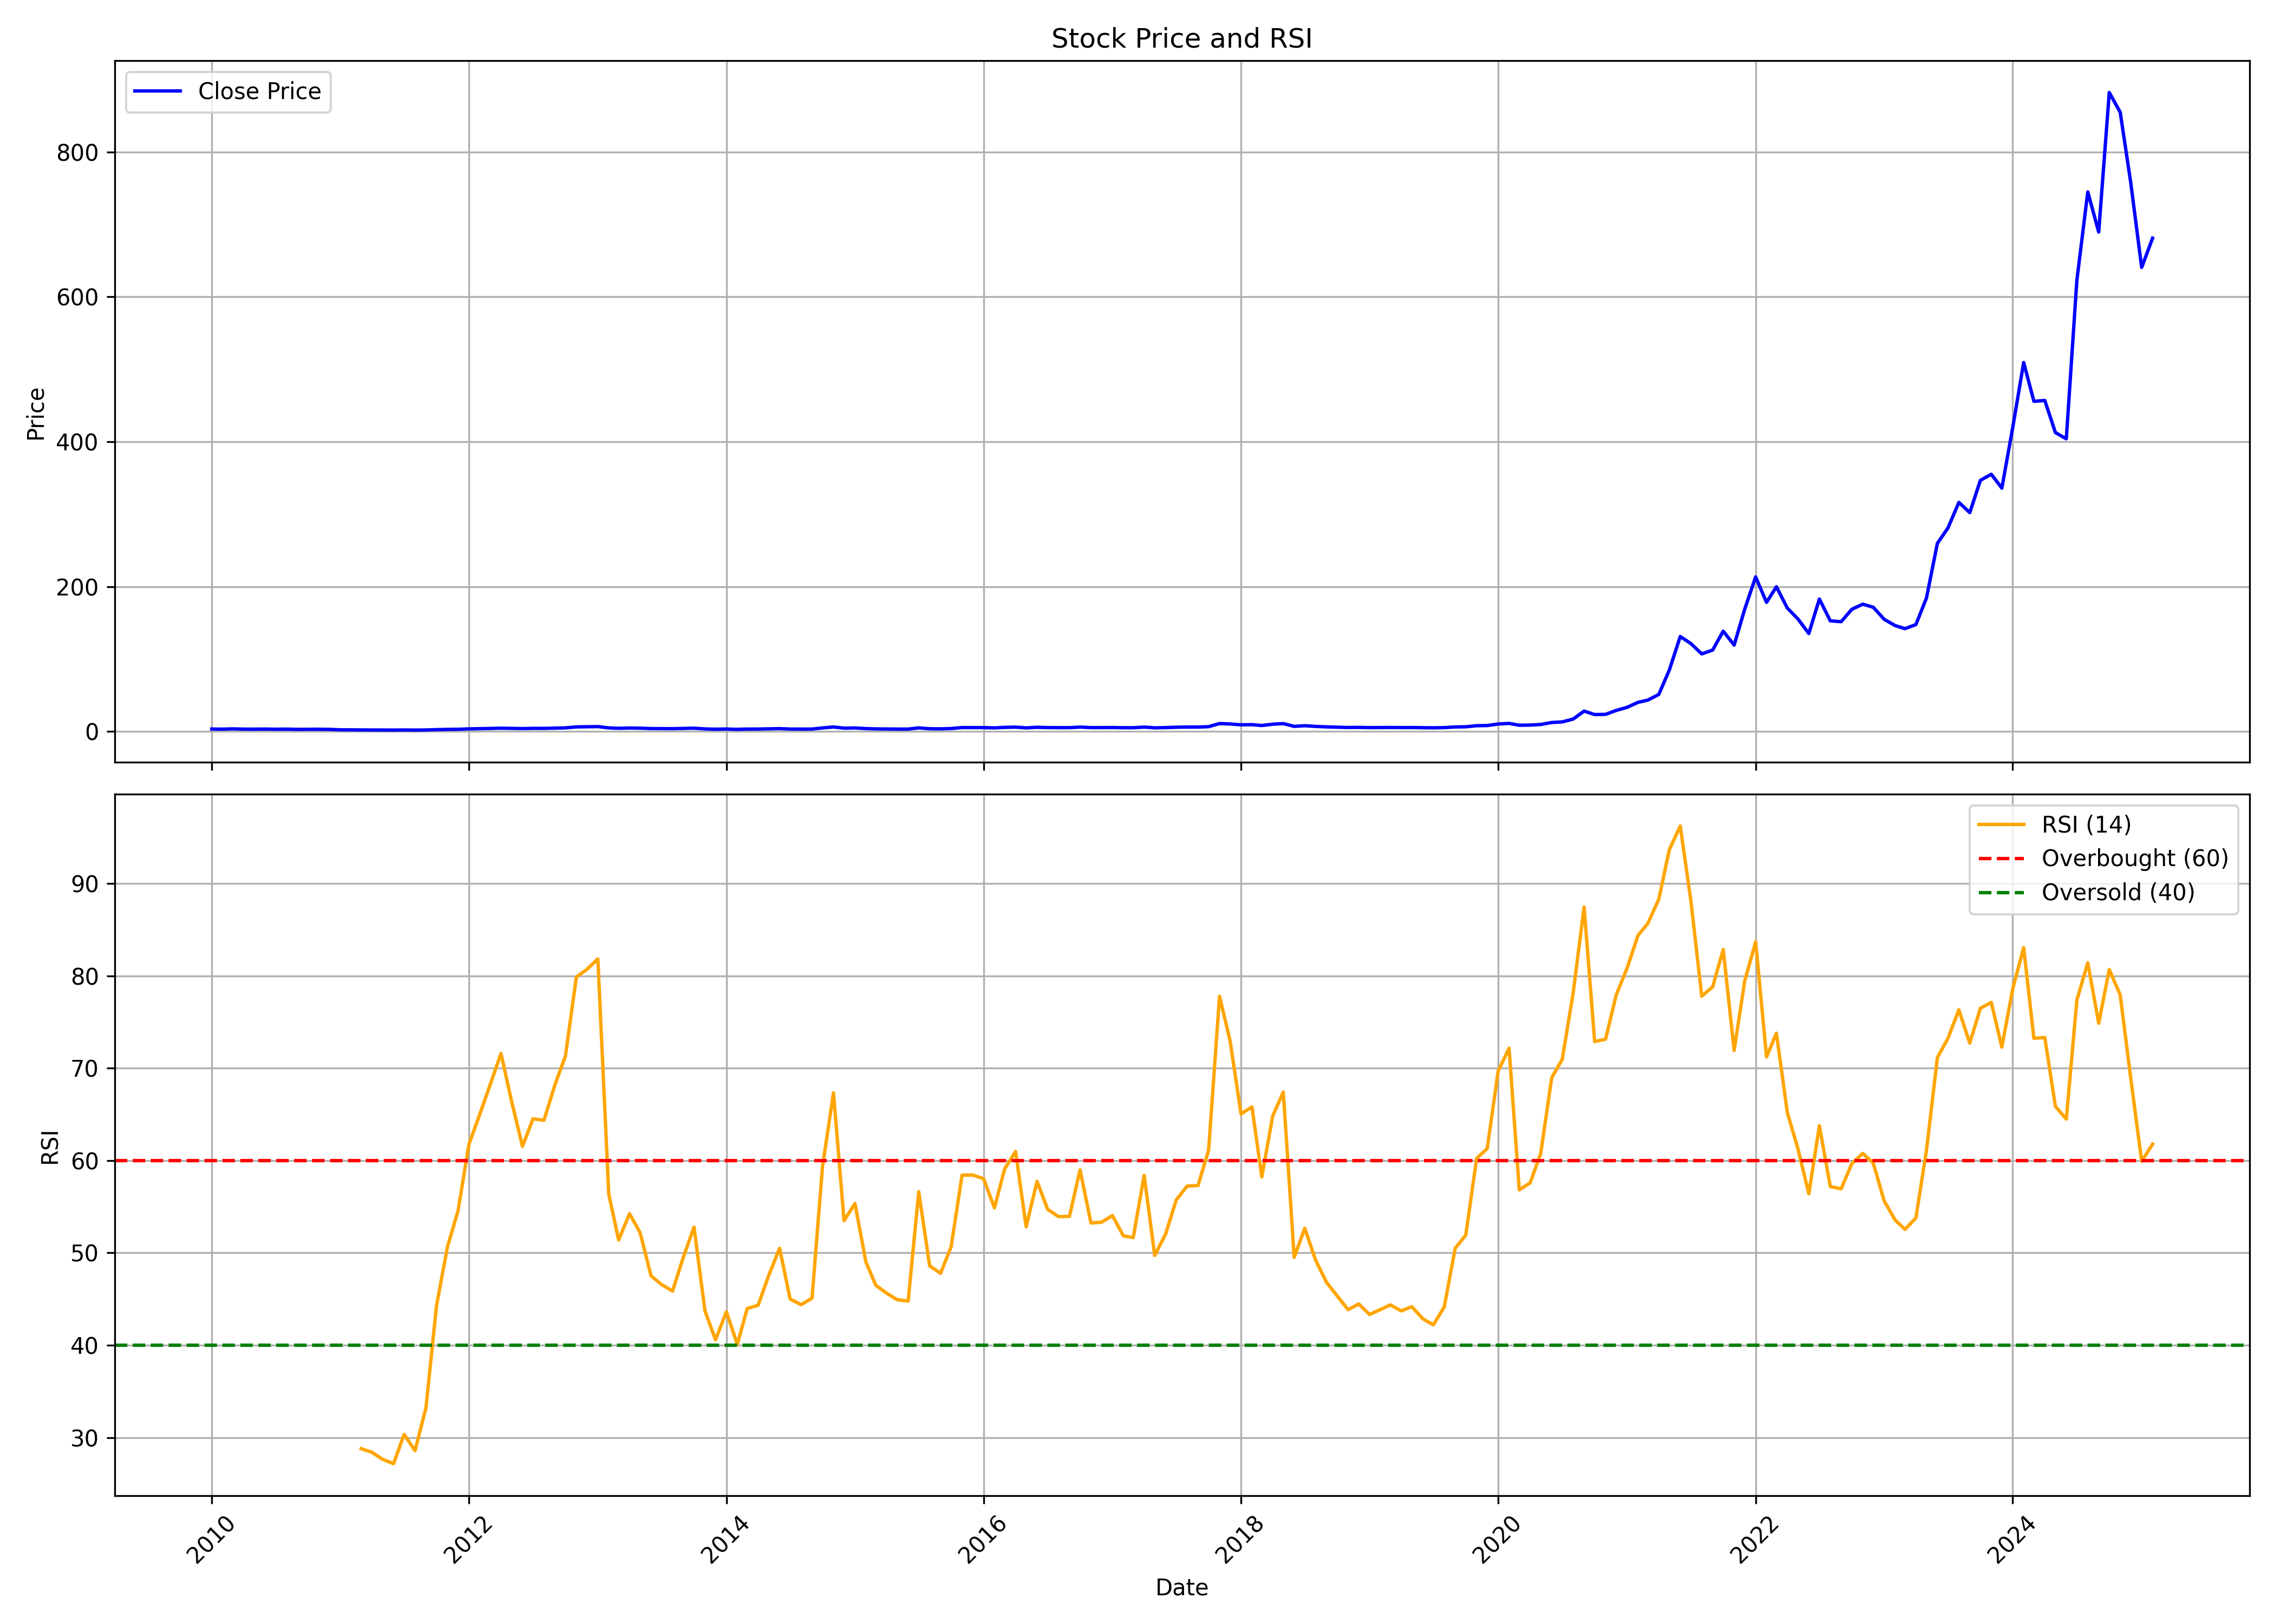 Stock Price and RSI
Close Price
800
600
400
200
0
Price
RSI (14)
Overbought (60)
Oversold (40)
90
80
70
60
50
40
30
RSI
2010
2012
2014
2016
2018
2020
2022
2024
Date